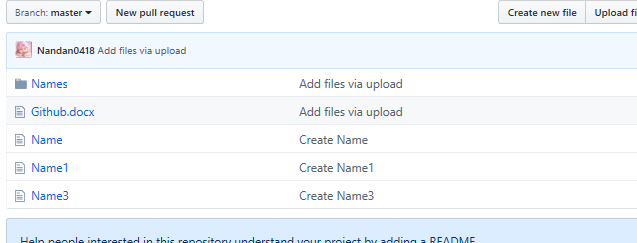 Branch: master New pull request Create new file Upload fi
Nandan0418 Add files via upload
Names Add files via upload
Github.docx Add files via upload
Name Create Name
Name1 Create Name1
Name3 Create Name3
Help people interested in this repository understand your project by adding a README